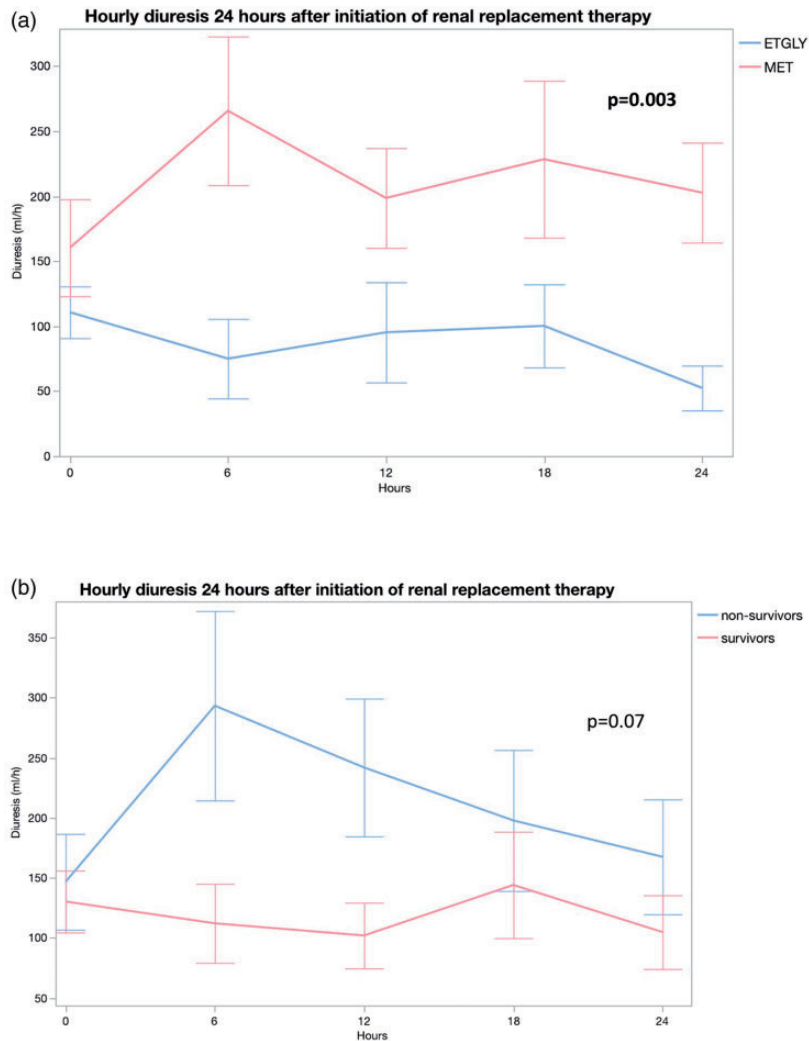 (a)
Hourly diuresis 24 hours after initiation of renal replacement therapy
ETGLY
MET
p=0.003
300
250
200
150
100
50
0
Diuresis (ml/h)
0 6 12 18 24
Hours
(b)
Hourly diuresis 24 hours after initiation of renal replacement therapy
non-survivors
survivors
p=0.07
350
300
250
200
150
100
50
Diuresis (ml/h)
0 6 12 18 24
Hours